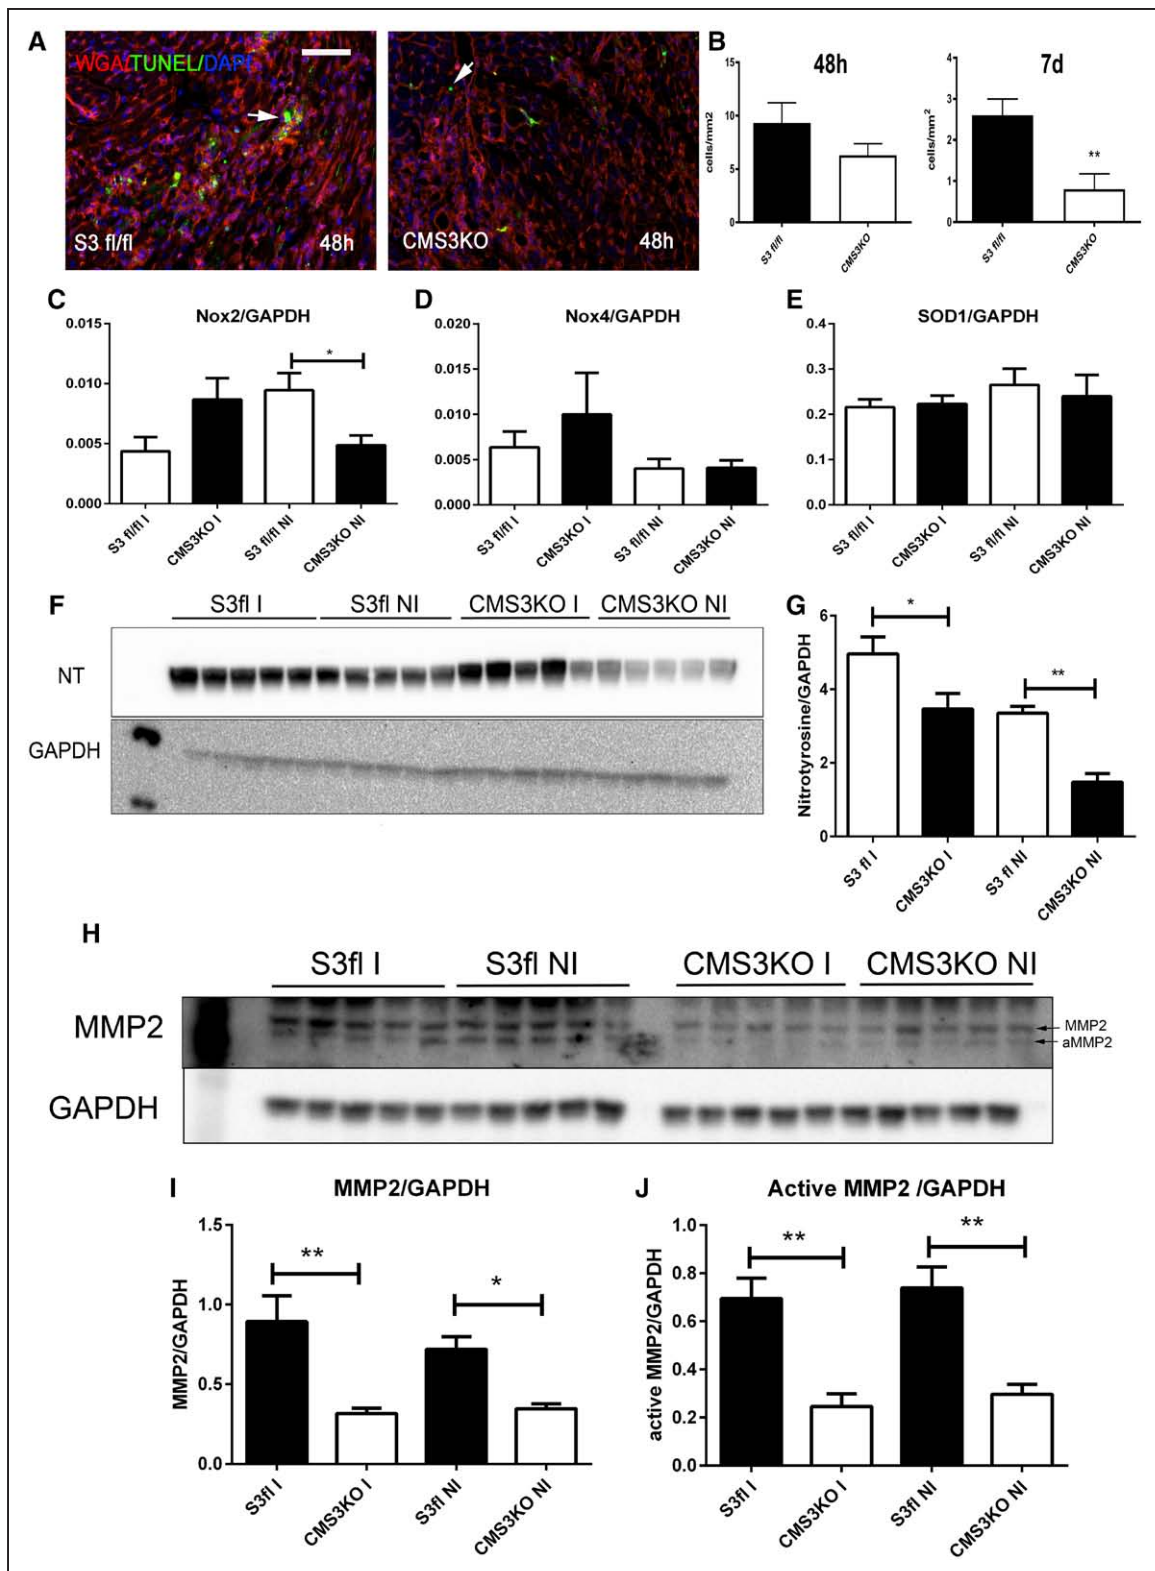 A
WGA/TUNEL/DAPI
S3 fl/fl
48h
CMS3KO
48h
B
48h
cells/mm2
15
10
5
0
S3 fl/fl
CMS3KO
7d
cells/mm²
4
3
2
1
0
**
S3 fl/fl
CMS3KO
C
Nox2/GAPDH
0.015
0.010
0.005
0.000
*
S3 fl/fl I
CMS3KO I
S3 fl/fl NI
CMS3KO NI
D
Nox4/GAPDH
0.020
0.015
0.010
0.005
0.000
S3 fl/fl I
CMS3KO I
S3 fl/fl NI
CMS3KO NI
E
SOD1/GAPDH
0.4
0.3
0.2
0.1
0.0
S3 fl/fl I
CMS3KO I
S3 fl/fl NI
CMS3KO NI
F
S3fl I
S3fl NI
CMS3KO I
CMS3KO NI
NT
GAPDH
G
Nitrotyrosine/GAPDH
6
4
2
0
*
**
S3 fl I
CMS3KO I
S3 fl NI
CMS3KO NI
H
S3fl I
S3fl NI
CMS3KO I
CMS3KO NI
MMP2
MMP2
aMMP2
GAPDH
I
MMP2/GAPDH
MMP2/GAPDH
1.5
1.0
0.5
0.0
**
*
S3fl I
CMS3KO I
S3fl NI
CMS3KO NI
J
Active MMP2 /GAPDH
active MMP2/GAPDH
1.0
0.8
0.6
0.4
0.2
0.0
**
**
S3fl I
CMS3KO I
S3fl NI
CMS3KO NI